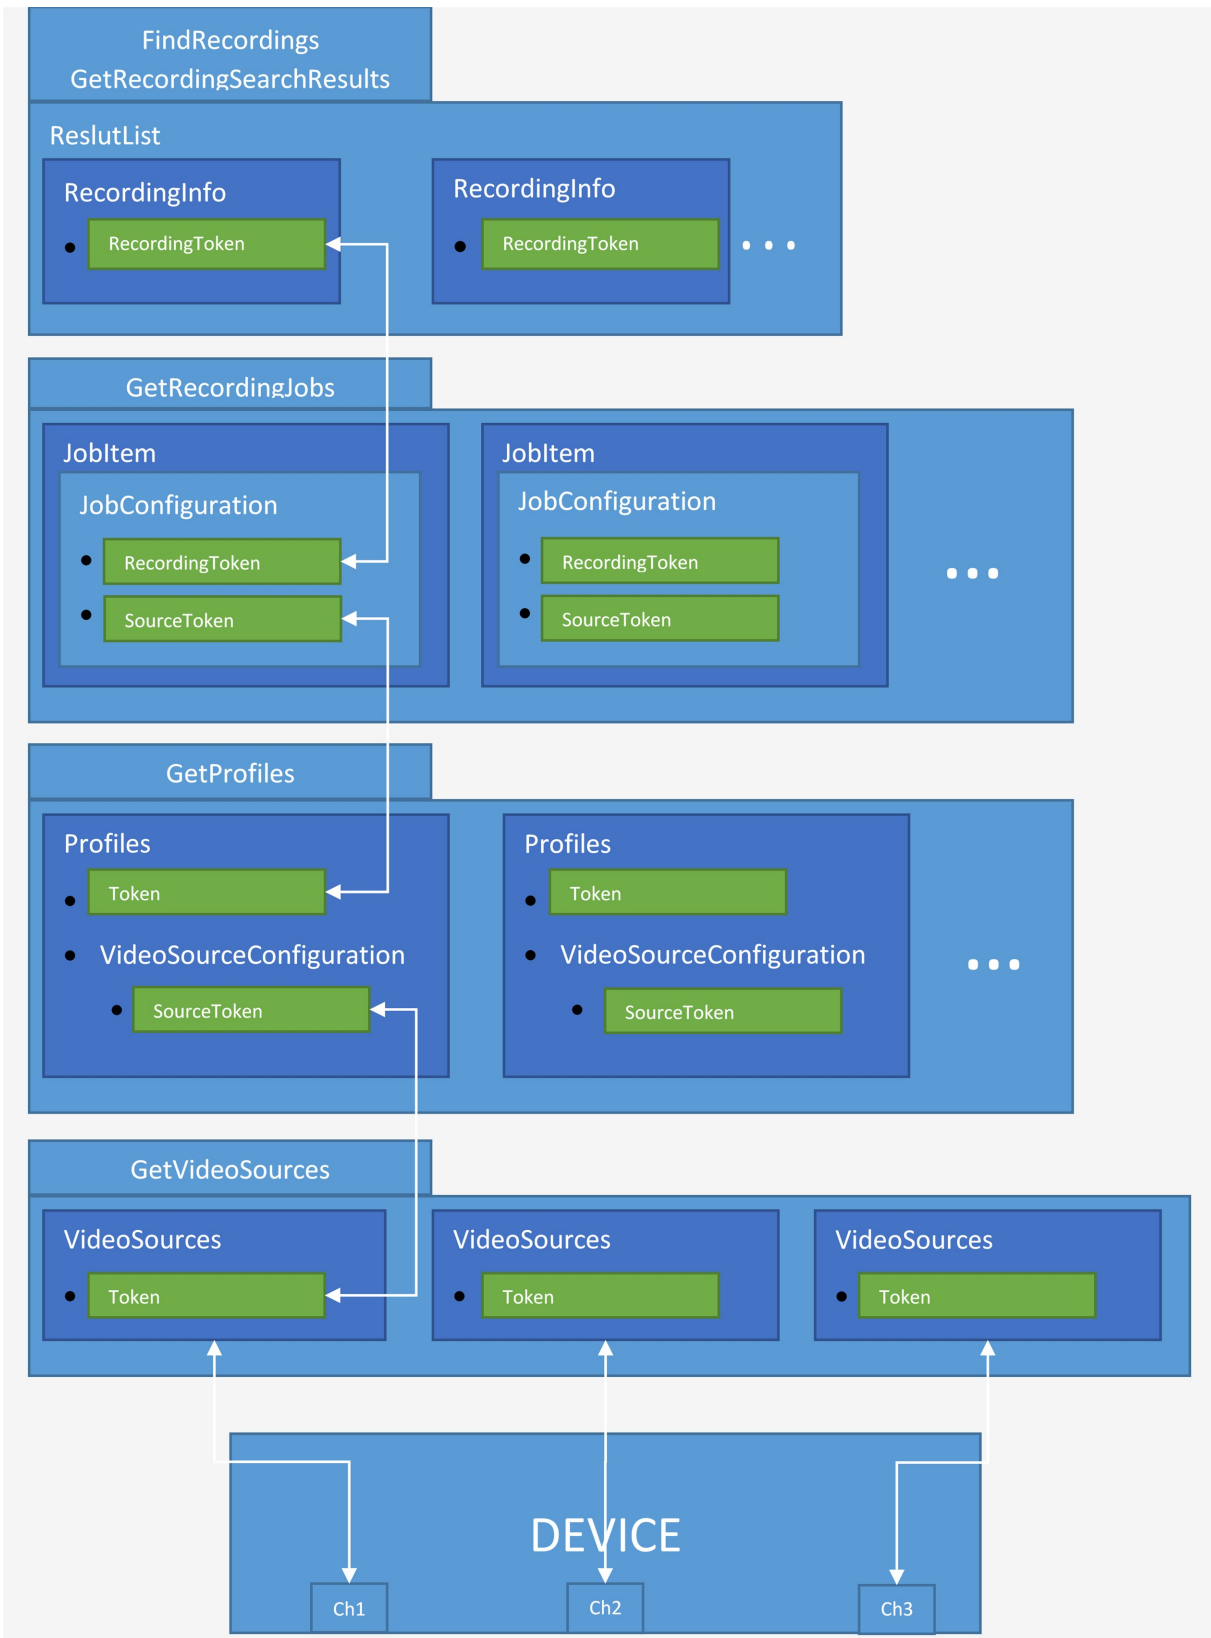 FindRecordings
GetRecordingSearchResults
ReslutList
RecordingInfo
RecordingToken
RecordingInfo
RecordingToken
GetRecordingJobs
JobItem
JobConfiguration
RecordingToken
SourceToken
JobItem
JobConfiguration
RecordingToken
SourceToken
GetProfiles
Profiles
Token
VideoSourceConfiguration
SourceToken
Profiles
Token
VideoSourceConfiguration
SourceToken
GetVideoSources
VideoSources
Token
VideoSources
Token
VideoSources
Token
DEVICE
Ch1
Ch2
Ch3